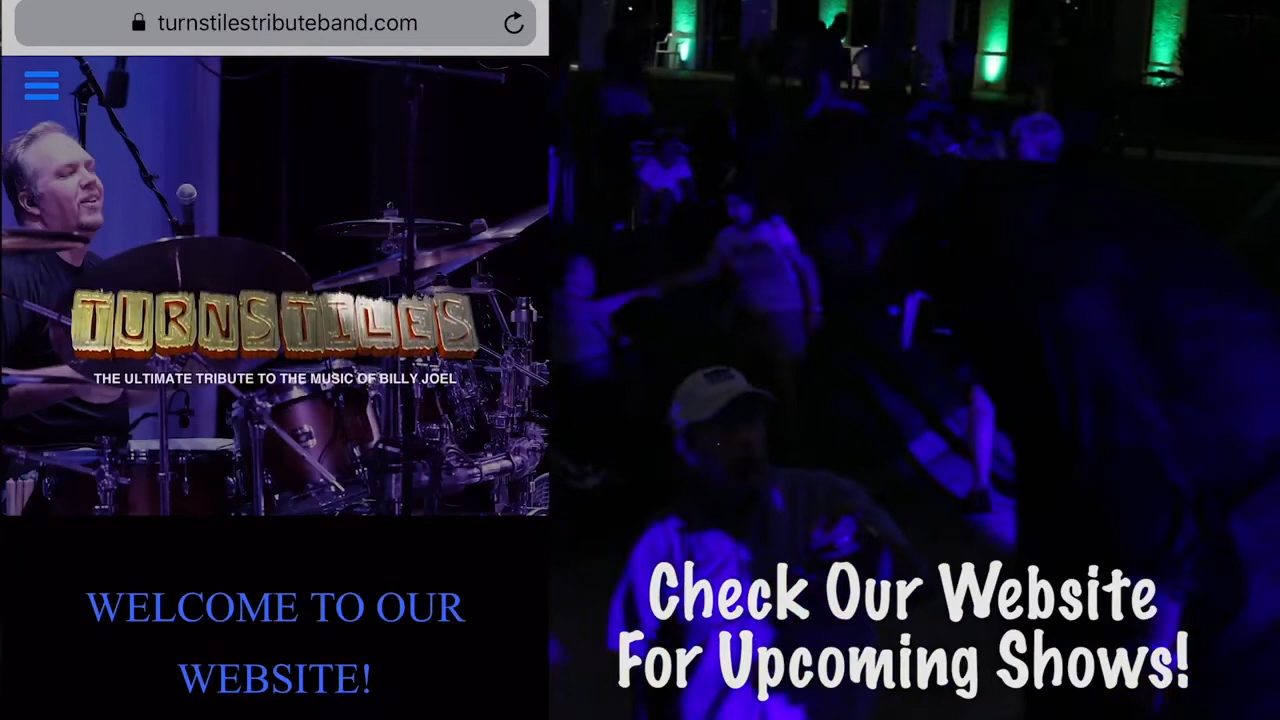 turnstilestributeband.com
TURNSTILES
THE ULTIMATE TRIBUTE TO THE MUSIC OF BILLY JOEL
WELCOME TO OUR
WEBSITE!
Check Our Website
For Upcoming Shows!